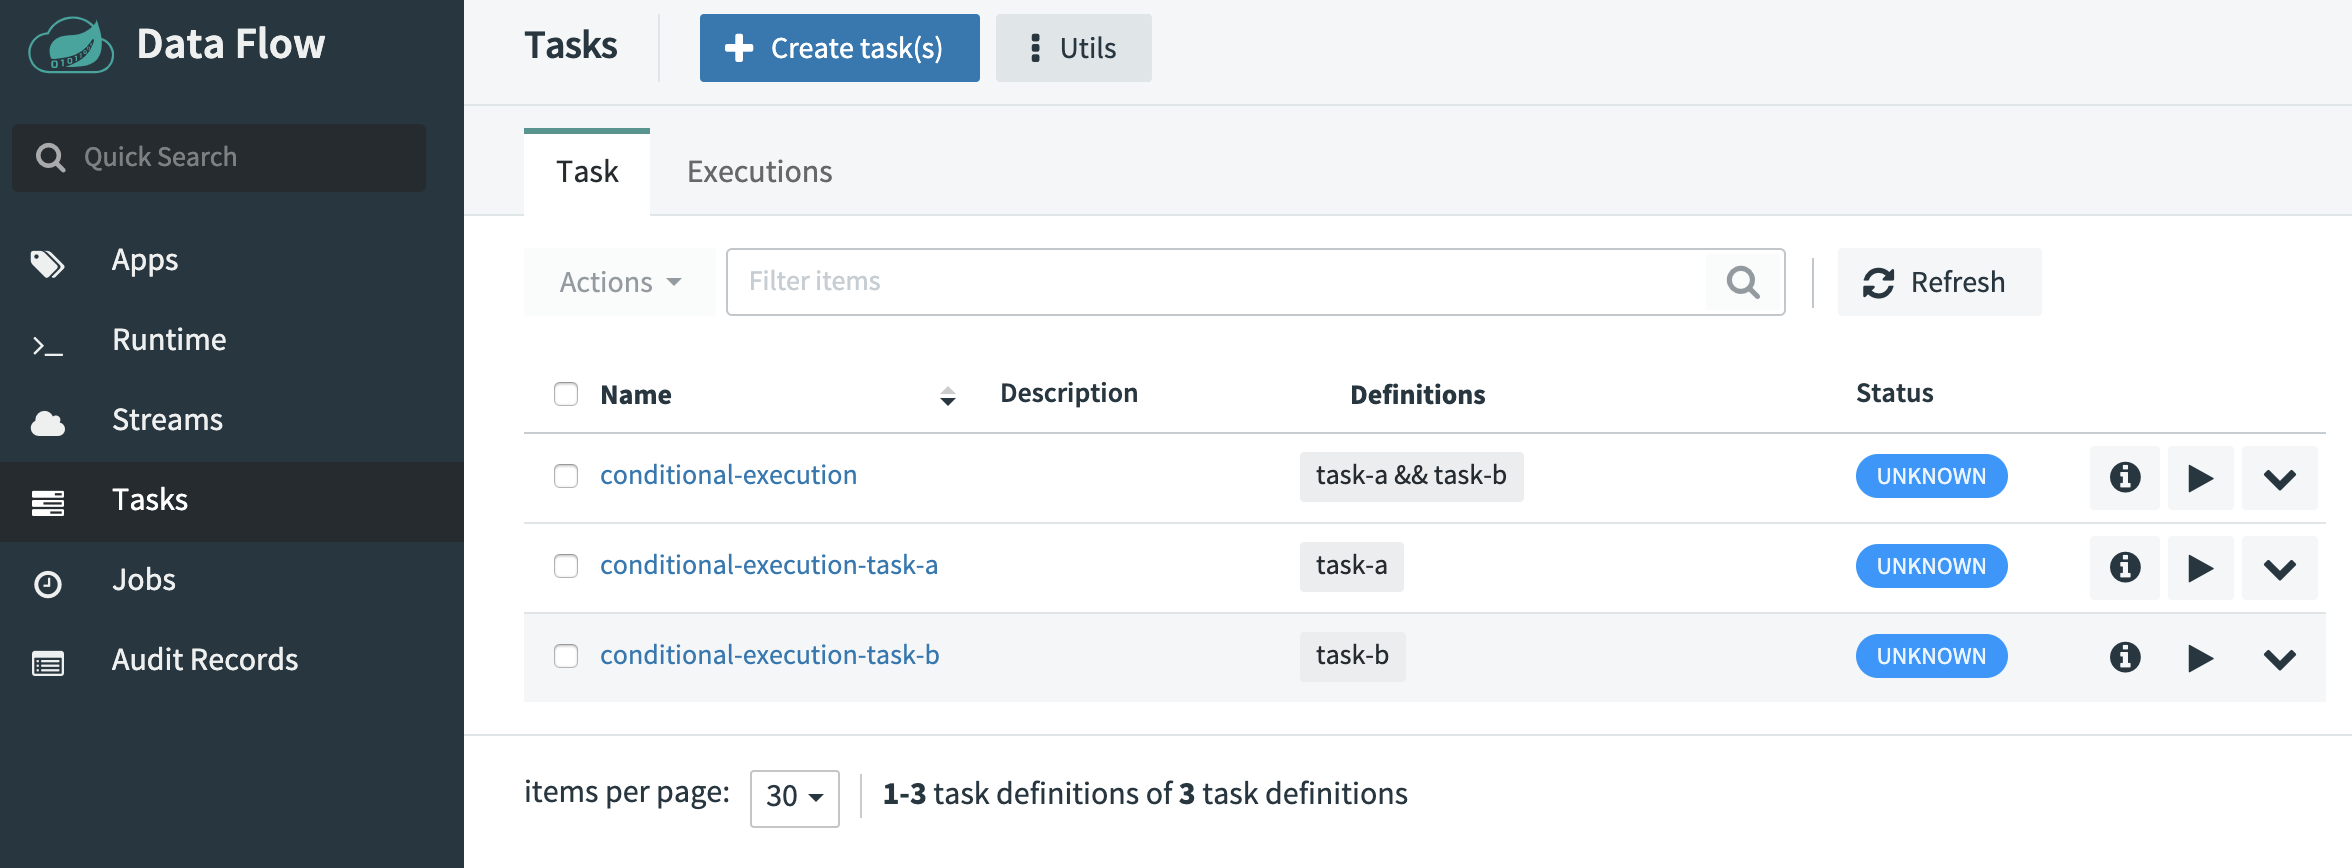 Data Flow
Quick Search
Apps
Runtime
Streams
Tasks
Jobs
Audit Records
Tasks
Create task(s)
Utils
Task Executions
Actions
Filter items
Refresh
Name Description Definitions Status
conditional-execution task-a && task-b UNKNOWN
conditional-execution-task-a task-a UNKNOWN
conditional-execution-task-b task-b UNKNOWN
items per page: 30 1-3 task definitions of 3 task definitions